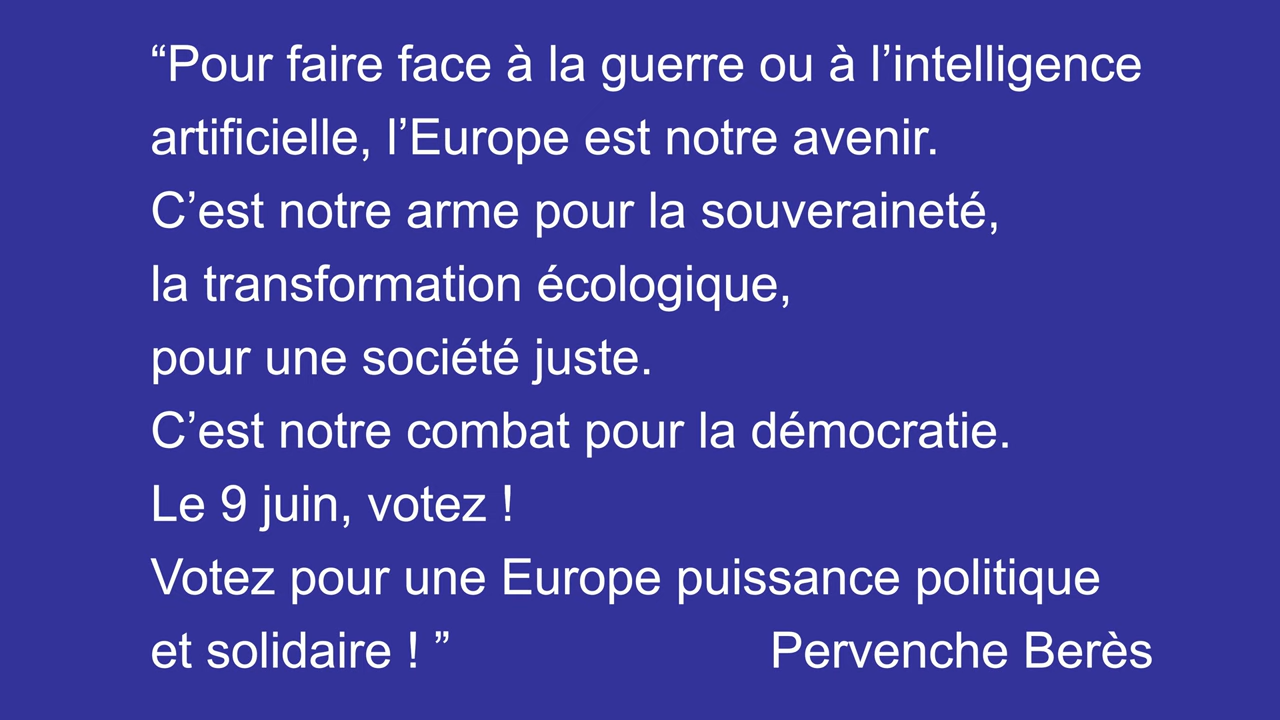 “Pour faire face à la guerre ou à l’intelligence
artificielle, l’Europe est notre avenir.
C’est notre arme pour la souveraineté,
la transformation écologique,
pour une société juste.
C’est notre combat pour la démocratie.
Le 9 juin, votez !
Votez pour une Europe puissance politique
et solidaire ! ” Pervenche Berès